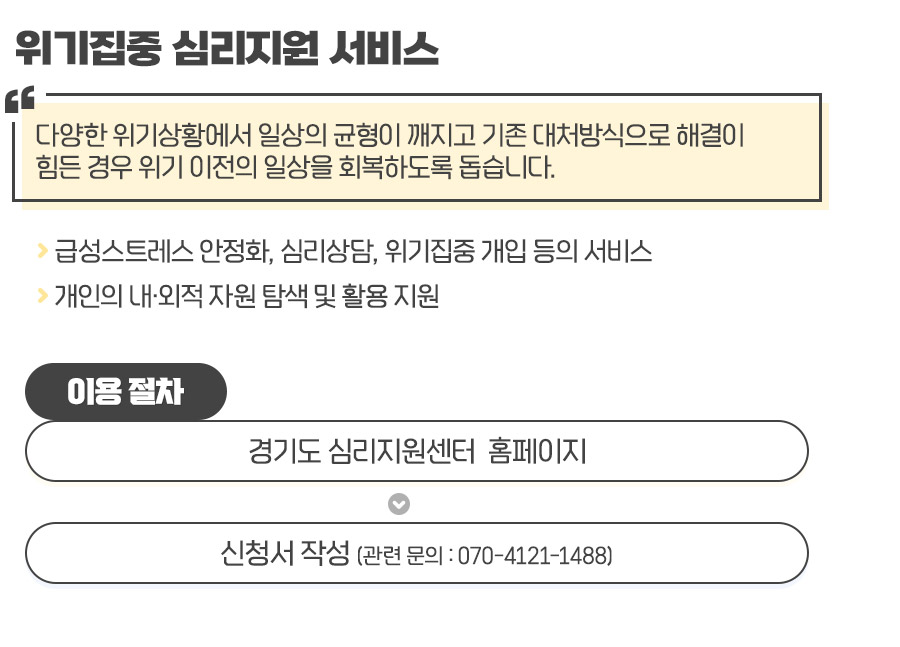 위기집중 심리지원 서비스
다양한 위기상황에서 일상의 균형이 깨지고 기존 대처방식으로 해결이
힘든 경우 위기 이전의 일상을 회복하도록 돕습니다.
급성스트레스 안정화, 심리상담, 위기집중 개입 등의 서비스
개인의 내·외적 자원 탐색 및 활용 지원
이용 절차
경기도 심리지원센터 홈페이지
신청서 작성 (관련 문의 : 070-4121-1488)